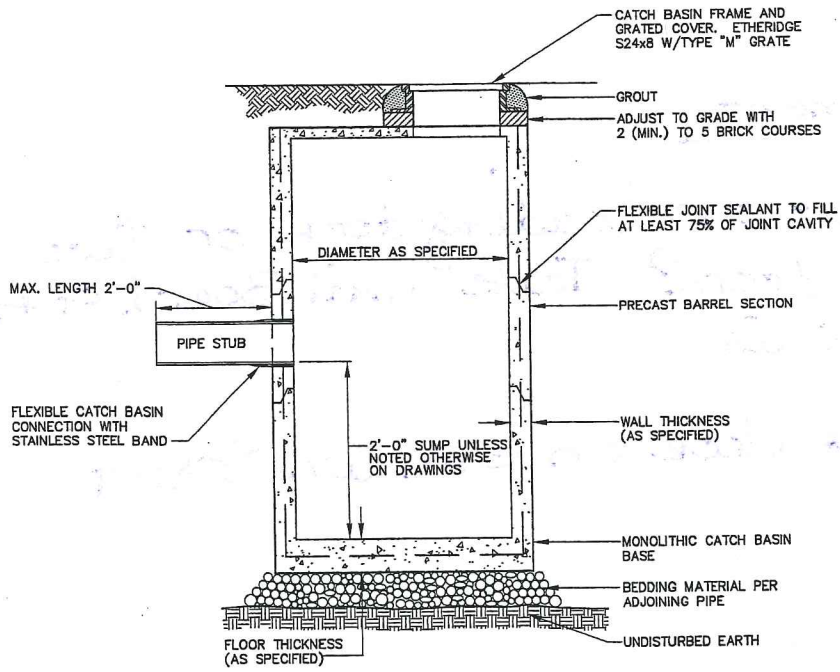 CATCH BASIN FRAME AND
GRATED COVER. ETHERIDGE
S24x8 W/TYPE "M" GRATE
GROUT
ADJUST TO GRADE WITH
2 (MIN.) TO 5 BRICK COURSES
FLEXIBLE JOINT SEALANT TO FILL
AT LEAST 75% OF JOINT CAVITY
DIAMETER AS SPECIFIED
MAX. LENGTH 2'-0"
PRECAST BARREL SECTION
PIPE STUB
FLEXIBLE CATCH BASIN
CONNECTION WITH
STAINLESS STEEL BAND
WALL THICKNESS
(AS SPECIFIED)
2'-0" SUMP UNLESS
NOTED OTHERWISE
ON DRAWINGS
MONOLITHIC CATCH BASIN
BASE
BEDDING MATERIAL PER
ADJOINING PIPE
FLOOR THICKNESS
(AS SPECIFIED)
UNDISTURBED EARTH